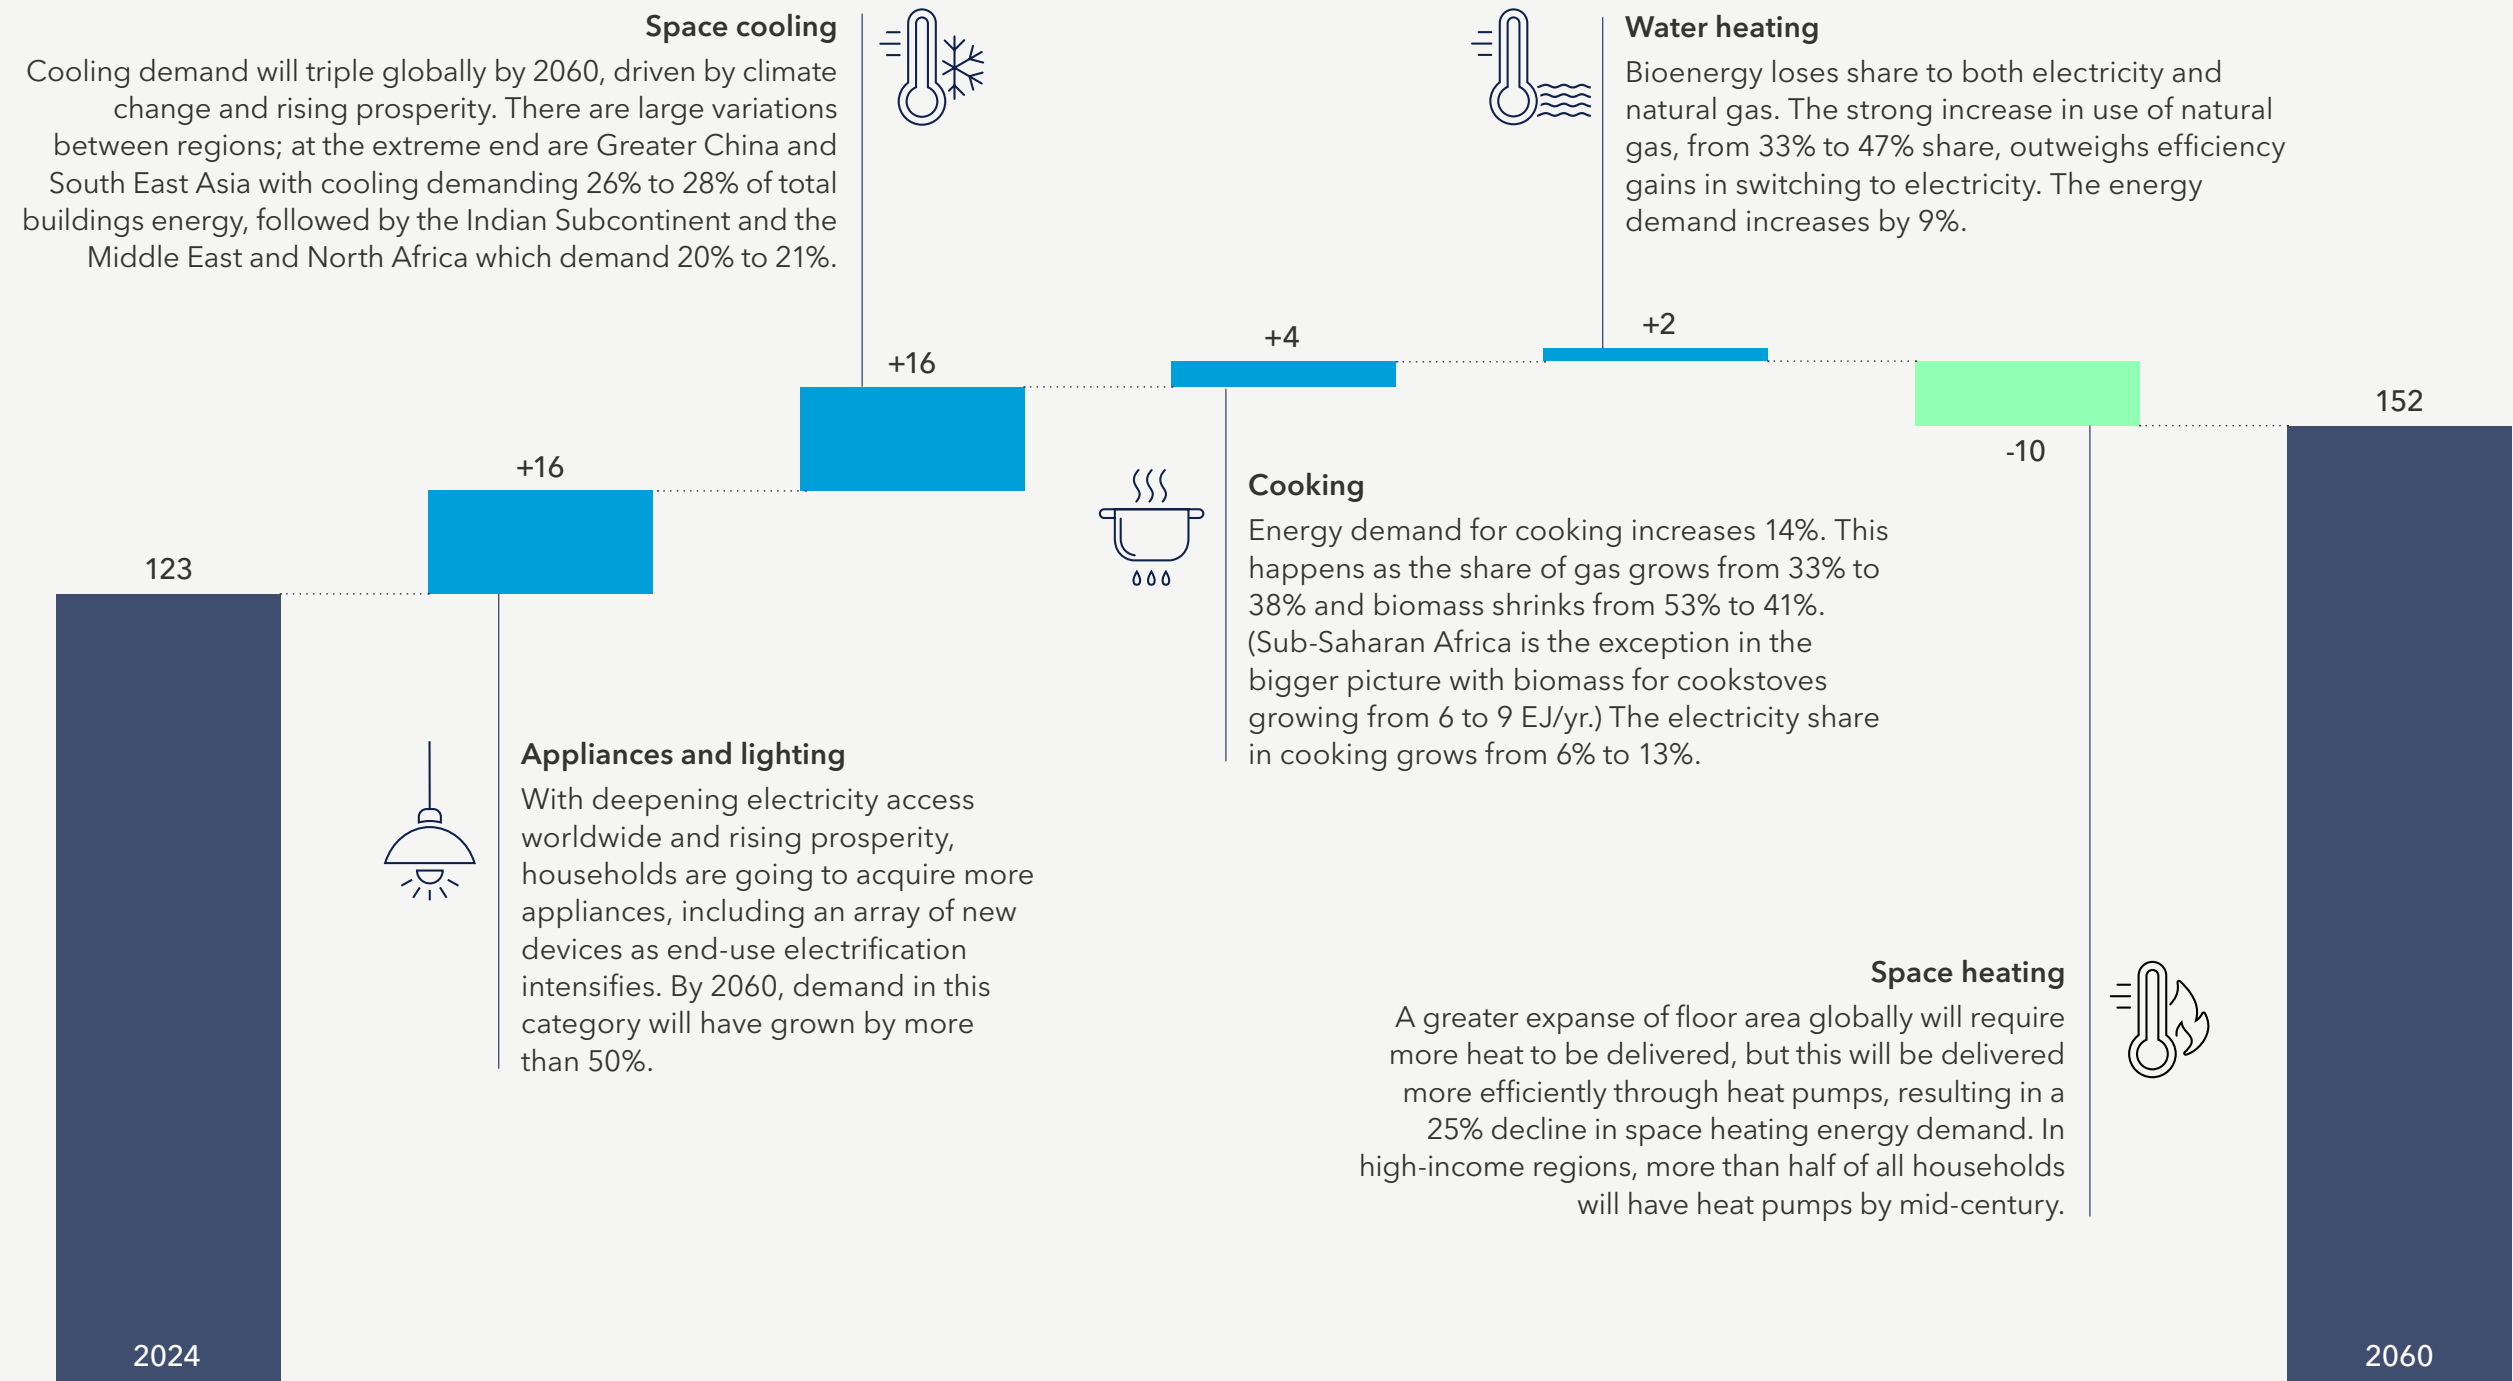 Space cooling
Cooling demand will triple globally by 2060, driven by climate
change and rising prosperity. There are large variations
between regions; at the extreme end are Greater China and
South East Asia with cooling demanding 26% to 28% of total
buildings energy, followed by the Indian Subcontinent and the
Middle East and North Africa which demand 20% to 21%.
Water heating
Bioenergy loses share to both electricity and
natural gas. The strong increase in use of natural
gas, from 33% to 47% share, outweighs efficiency
gains in switching to electricity. The energy
demand increases by 9%.
123
+16
+16
+4
+2
-10
152
Cooking
Energy demand for cooking increases 14%. This
happens as the share of gas grows from 33% to
38% and biomass shrinks from 53% to 41%.
(Sub-Saharan Africa is the exception in the
bigger picture with biomass for cookstoves
growing from 6 to 9 EJ/yr.) The electricity share
in cooking grows from 6% to 13%.
Appliances and lighting
With deepening electricity access
worldwide and rising prosperity,
households are going to acquire more
appliances, including an array of new
devices as end-use electrification
intensifies. By 2060, demand in this
category will have grown by more
than 50%.
Space heating
A greater expanse of floor area globally will require
more heat to be delivered, but this will be delivered
more efficiently through heat pumps, resulting in a
25% decline in space heating energy demand. In
high-income regions, more than half of all households
will have heat pumps by mid-century.
2024
2060